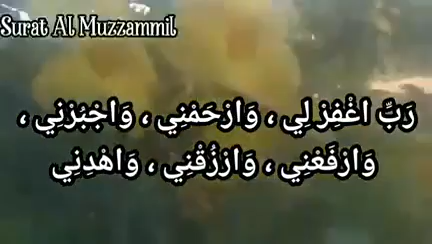 Surat Al Muzzammil
رَبِّ اغْفِرْ لِي ، وَارْحَمْنِي ، وَاجْبُرْنِي ،
وَارْفَعْنِي ، وَارْزُقْنِي ، وَاهْدِنِي